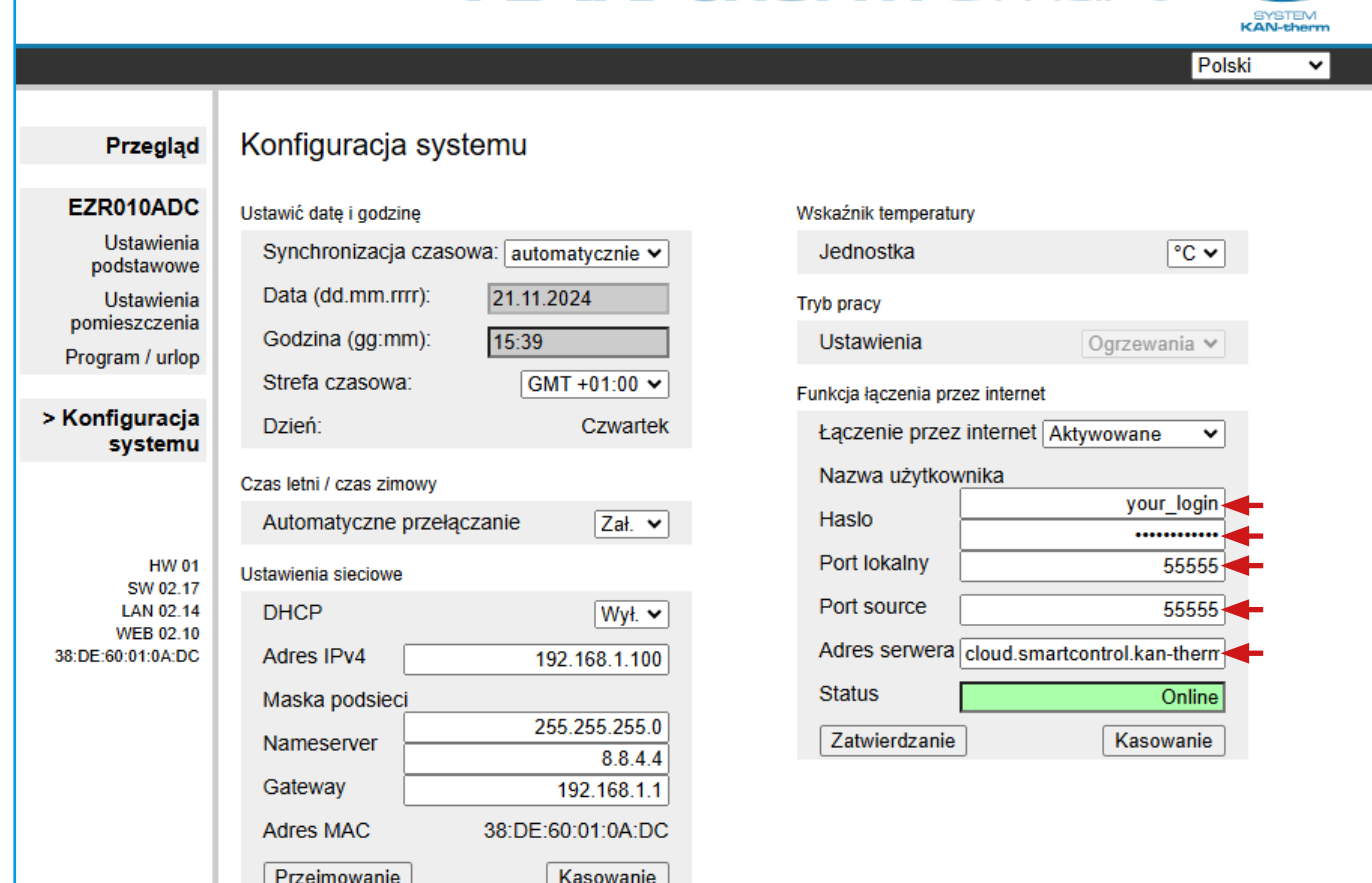 SYSTEM
KAN-therm
Polski
Przegląd
EZR010ADC
Ustawienia
podstawowe
Ustawienia
pomieszczenia
Program / urlop
> Konfiguracja
systemu
HW 01
SW 02.17
LAN 02.14
WEB 02.10
38:DE:60:01:0A:DC
Konfiguracja systemu
Ustawić datę i godzinę
Synchronizacja czasowa: automatycznie
Data (dd.mm.rrrr): 21.11.2024
Godzina (gg:mm): 15:39
Strefa czasowa: GMT +01:00
Dzień: Czwartek
Czas letni / czas zimowy
Automatyczne przełączanie Zał.
Ustawienia sieciowe
DHCP Wył.
Adres IPv4 192.168.1.100
Maska podsieci
255.255.255.0
Nameserver
8.8.4.4
Gateway 192.168.1.1
Adres MAC 38:DE:60:01:0A:DC
Przejmowanie Kasowanie
Wskaźnik temperatury
Jednostka °C
Tryb pracy
Ustawienia Ogrzewania
Funkcja łączenia przez internet
Łączenie przez internet Aktywowane
Nazwa użytkownika
your_login
Hasło
••••••••••••
Port lokalny 55555
Port source 55555
Adres serwera cloud.smartcontrol.kan-therm
Status Online
Zatwierdzanie Kasowanie